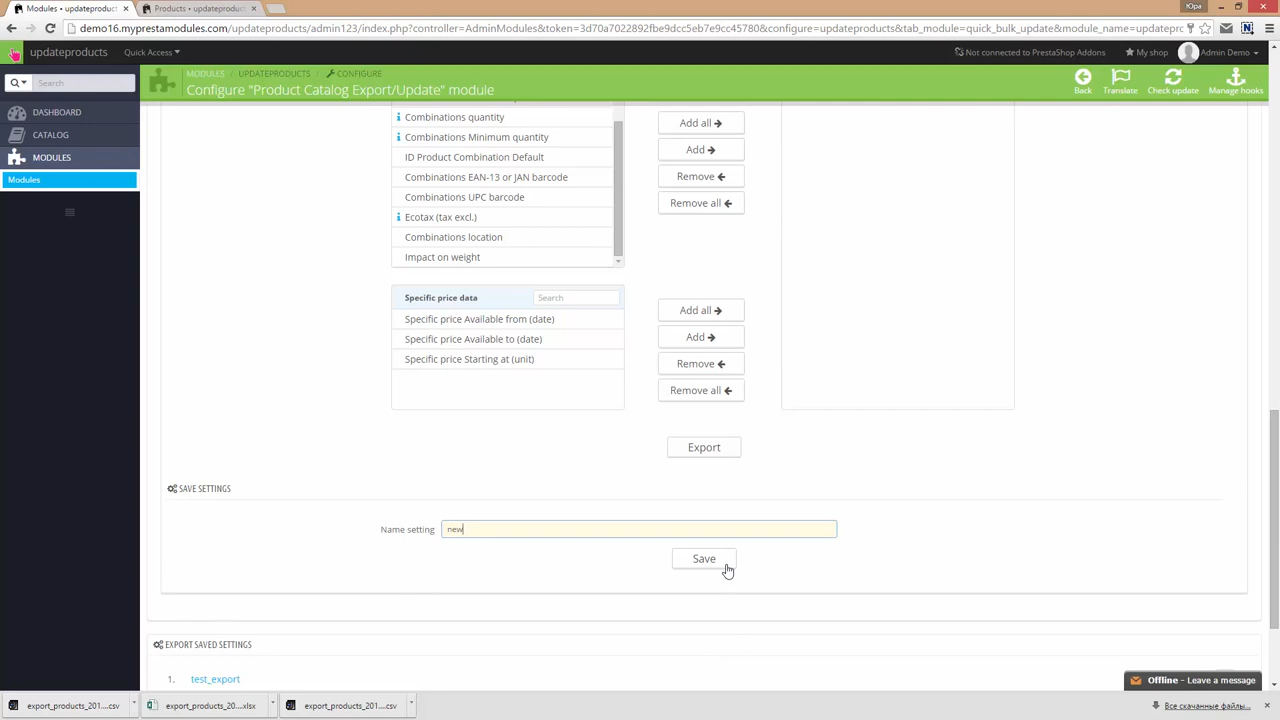 Modules • updateproduct
Products • updateproduct
Юра
demo16.myprestamodules.com/updateproducts/admin123/index.php?controller=AdminModules&token=3d70a7022892fbe9dcc5eb7e9cc45780&configure=updateproducts&tab_module=quick_bulk_update&module_name=updatepro
updateproducts
Quick Access
Not connected to PrestaShop Addons
My shop
Admin Demo
Search
MODULES / UPDATEPRODUCTS / CONFIGURE
Configure "Product Catalog Export/Update" module
Back
Translate
Check update
Manage hooks
DASHBOARD
CATALOG
MODULES
Modules
Combinations quantity
Combinations Minimum quantity
ID Product Combination Default
Combinations EAN-13 or JAN barcode
Combinations UPC barcode
Ecotax (tax excl.)
Combinations location
Impact on weight
Add all
Add
Remove
Remove all
Specific price data
Search
Specific price Available from (date)
Specific price Available to (date)
Specific price Starting at (unit)
Add all
Add
Remove
Remove all
Export
SAVE SETTINGS
Name setting
new
Save
EXPORT SAVED SETTINGS
1. test_export
Offline - Leave a message
export_products_201....csv
export_products_20....xlsx
export_products_201....csv
Все скачанные файлы...